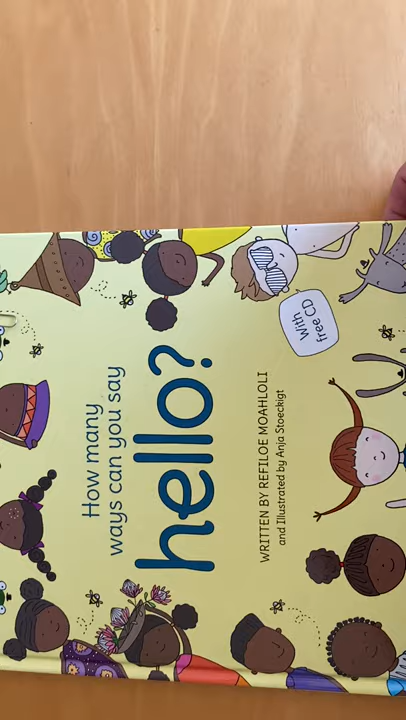 How many
ways can you say
hello?
With
free CD
WRITTEN BY REFILOE MOAHLOLI
and Illustrated by Anja Stoeckigt